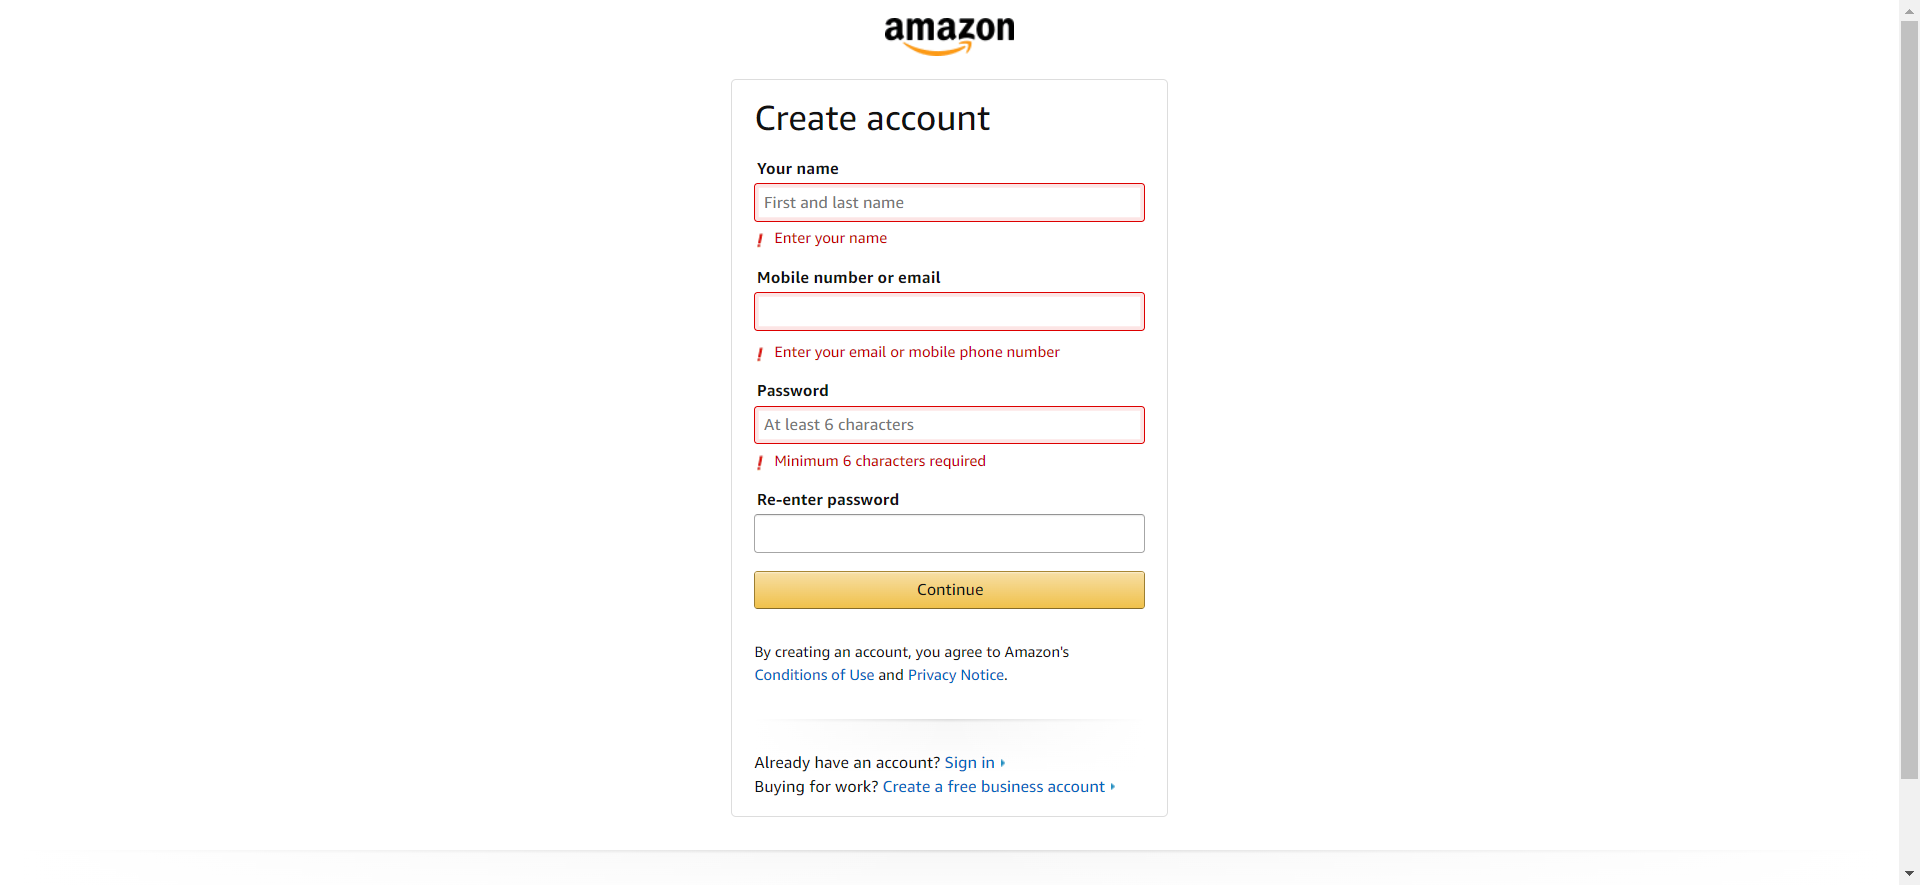 amazon
Create account
Your name
First and last name
! Enter your name
Mobile number or email
! Enter your email or mobile phone number
Password
At least 6 characters
! Minimum 6 characters required
Re-enter password
Continue
By creating an account, you agree to Amazon's
Conditions of Use and Privacy Notice.
Already have an account? Sign in
Buying for work? Create a free business account